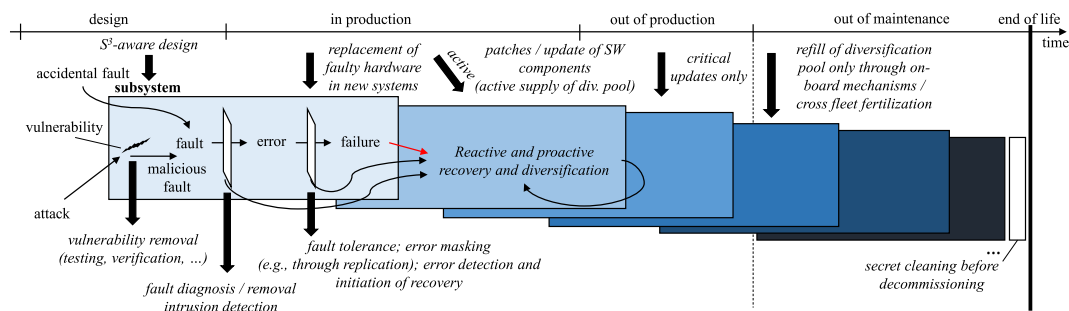 design
in production
out of production
out of maintenance
end of life
time
S³-aware design
accidental fault
subsystem
vulnerability
attack
fault
malicious
fault
error
failure
replacement of
faulty hardware
in new systems
active
patches / update of SW
components
(active supply of div. pool)
critical
updates only
refill of diversification
pool only through on-
board mechanisms /
cross fleet fertilization
Reactive and proactive
recovery and diversification
vulnerability removal
(testing, verification, ...)
fault diagnosis / removal
intrusion detection
fault tolerance; error masking
(e.g., through replication); error detection and
initiation of recovery
...
secret cleaning before
decommissioning